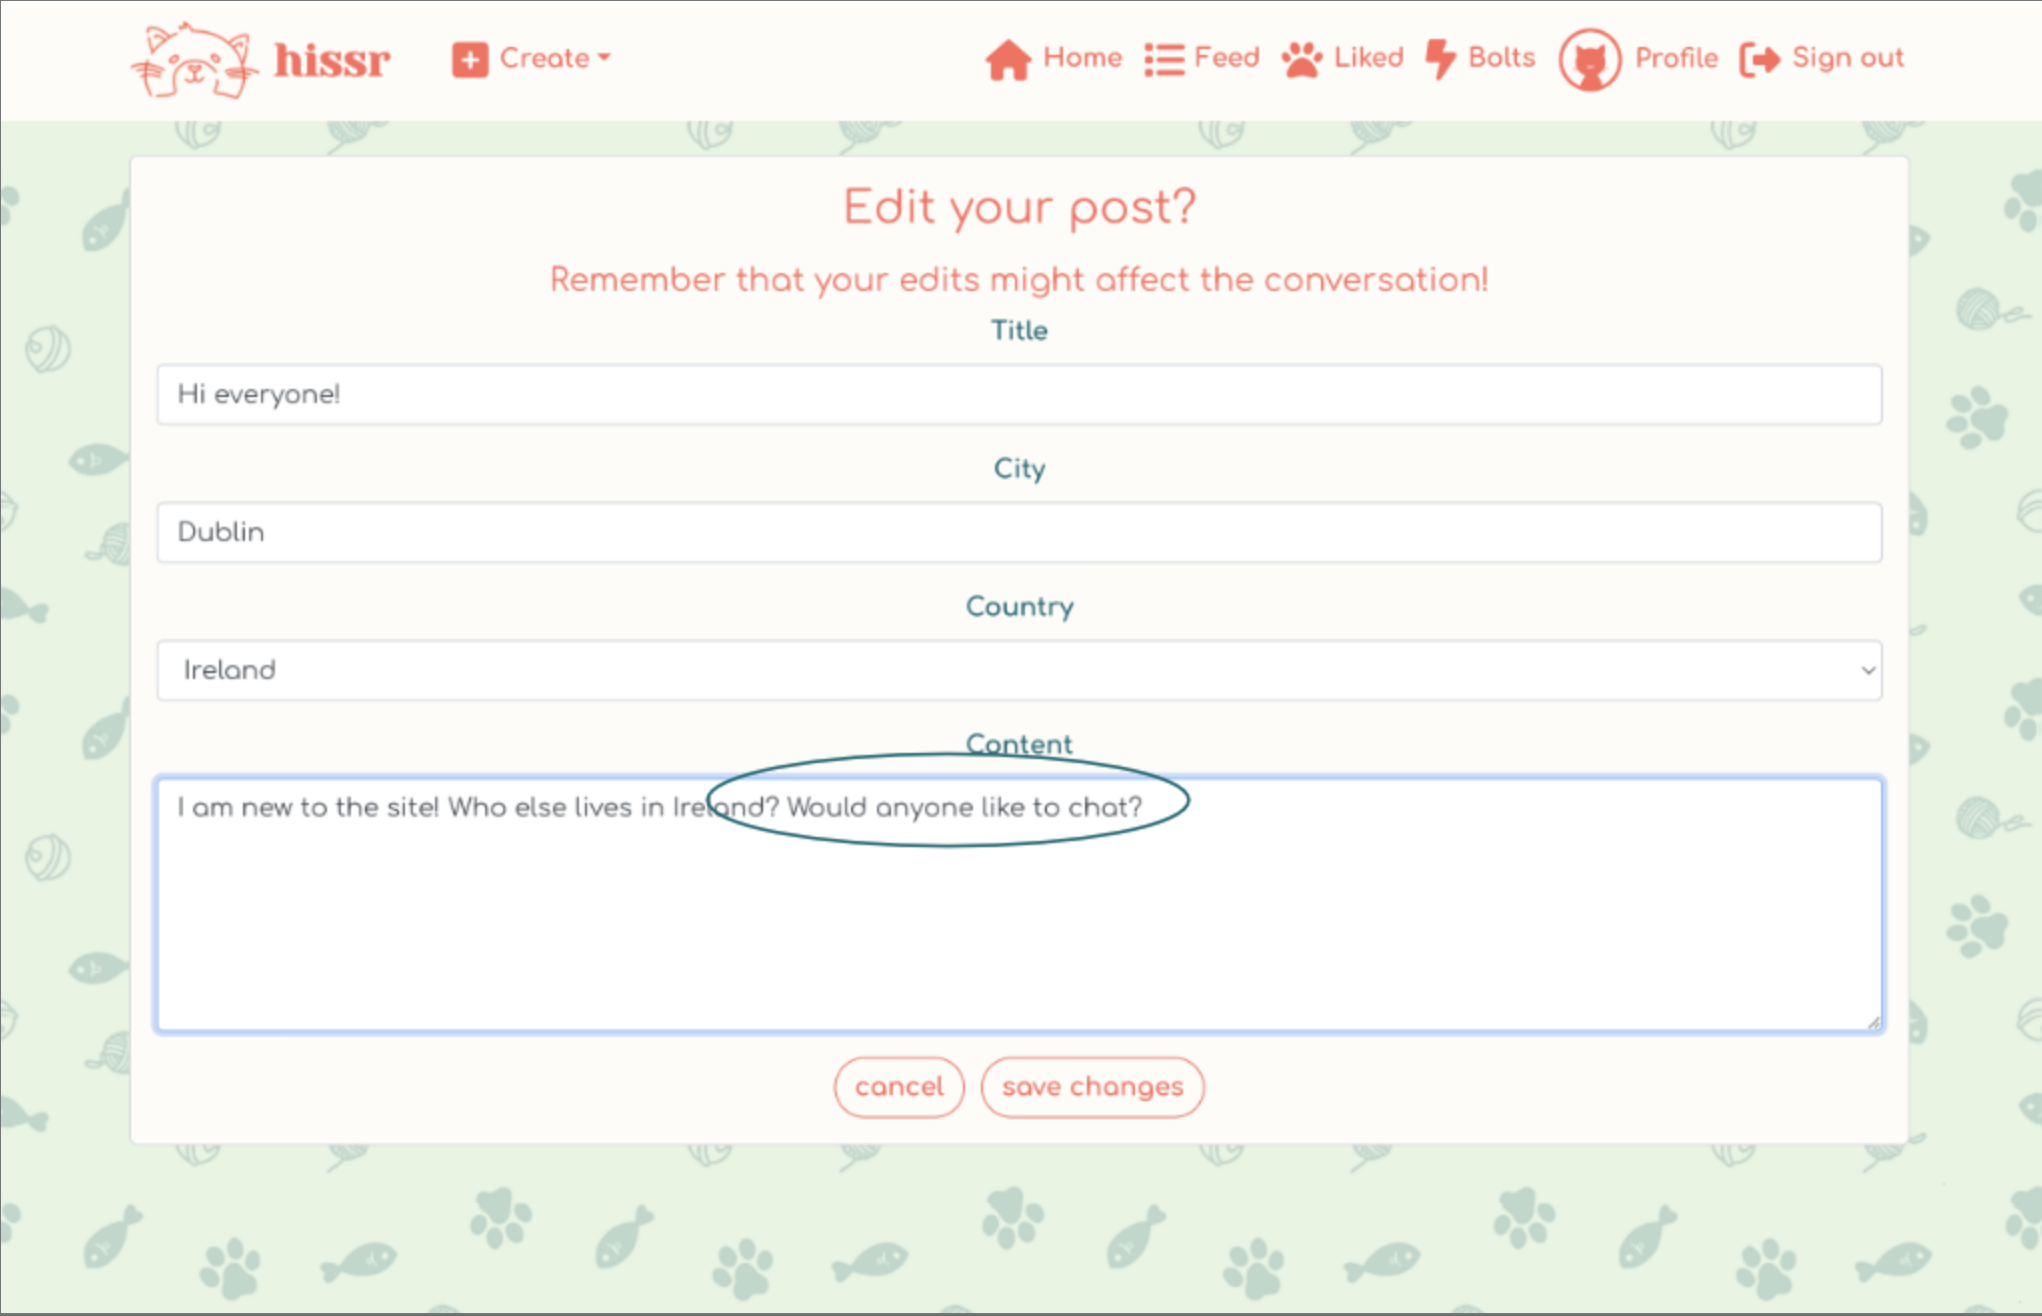 hissr
Create
Home
Feed
Liked
Bolts
Profile
Sign out
Edit your post?
Remember that your edits might affect the conversation!
Title
Hi everyone!
City
Dublin
Country
Ireland
Content
I am new to the site! Who else lives in Ireland? Would anyone like to chat?
cancel
save changes